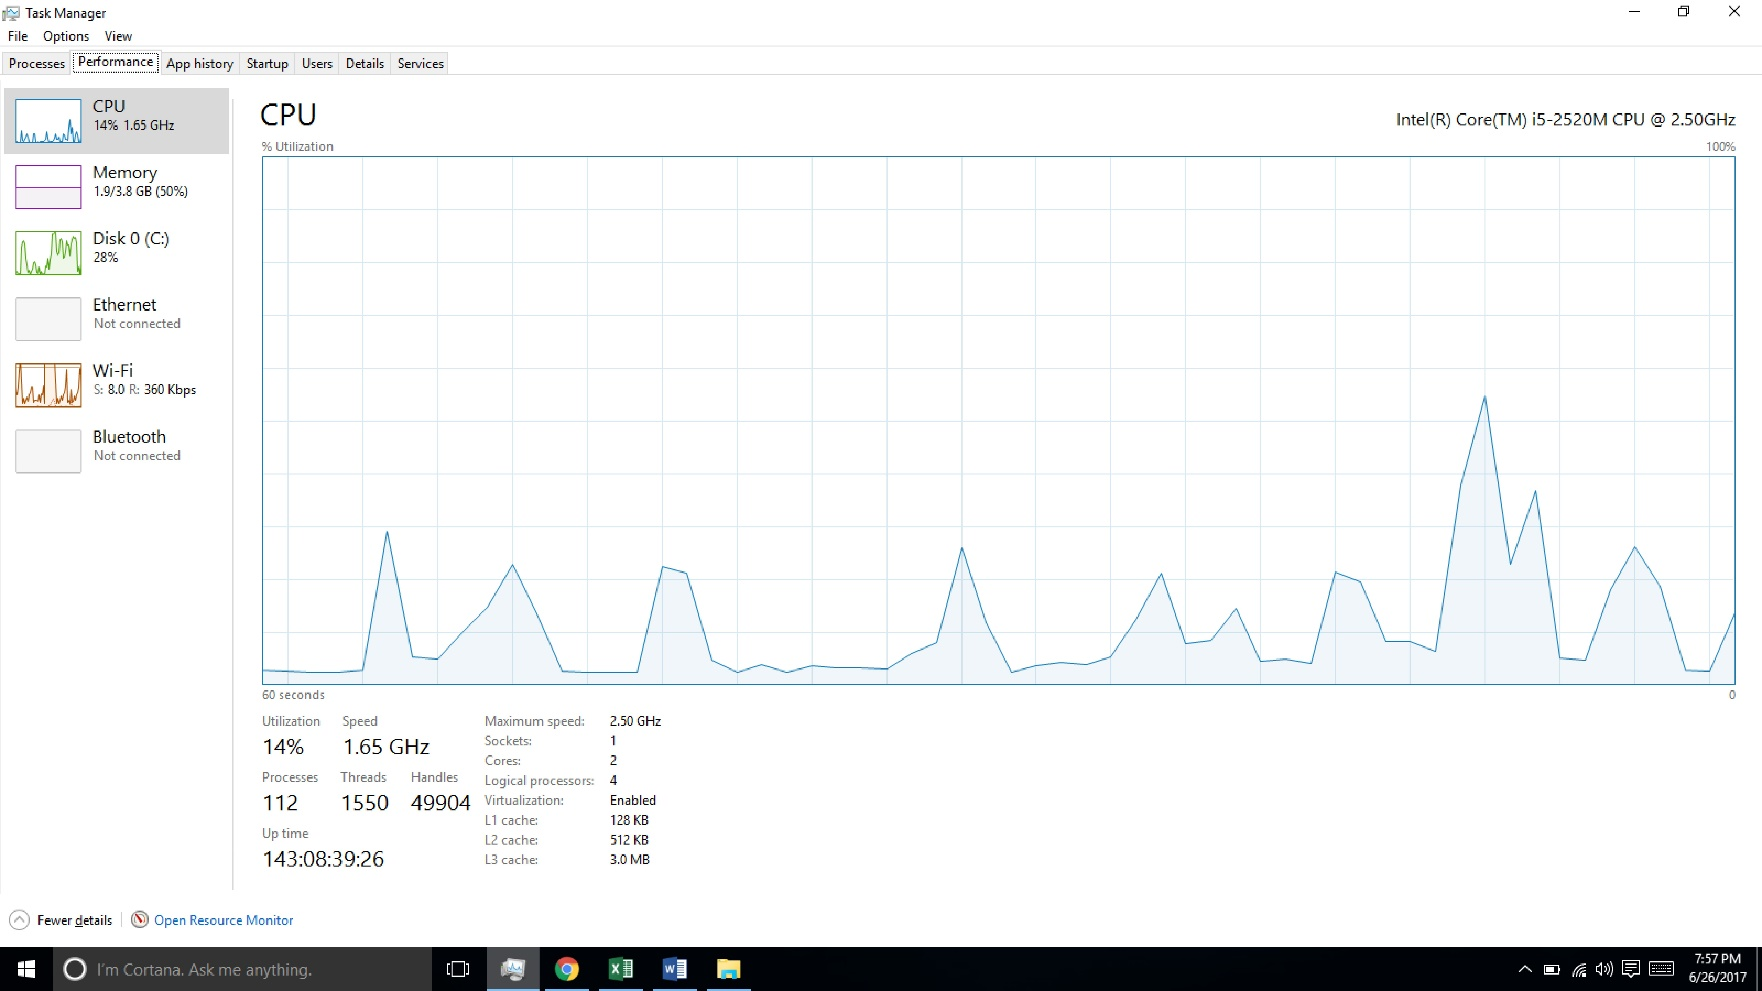 Task Manager
File Options View
Processes Performance App history Startup Users Details Services
CPU
14% 1.65 GHz
Memory
1.9/3.8 GB (50%)
Disk 0 (C:)
28%
Ethernet
Not connected
Wi-Fi
S: 8.0 R: 360 Kbps
Bluetooth
Not connected
CPU
Intel(R) Core(TM) i5-2520M CPU @ 2.50GHz
% Utilization 100%
60 seconds 0
Utilization Speed
14% 1.65 GHz
Processes Threads Handles
112 1550 49904
Up time
143:08:39:26
Maximum speed: 2.50 GHz
Sockets: 1
Cores: 2
Logical processors: 4
Virtualization: Enabled
L1 cache: 128 KB
L2 cache: 512 KB
L3 cache: 3.0 MB
Fewer details Open Resource Monitor
I'm Cortana. Ask me anything.
7:57 PM
6/26/2017